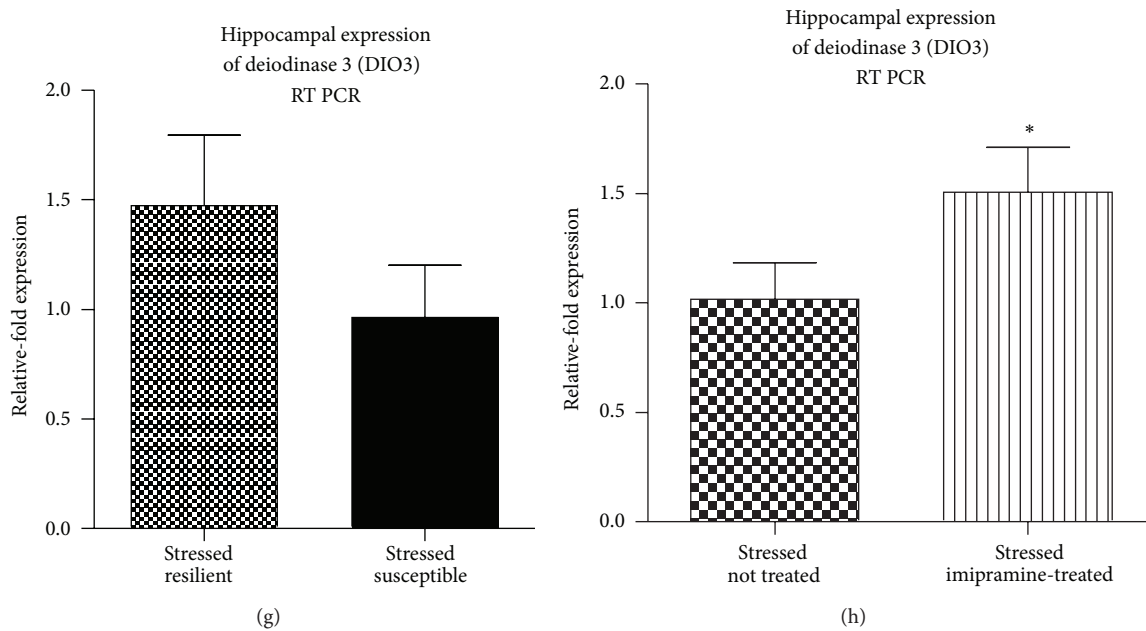 Hippocampal expression
of deiodinase 3 (DIO3)
RT PCR
2.0
1.5
1.0
0.5
0.0
Relative-fold expression
Stressed
resilient
Stressed
susceptible
(g)
Hippocampal expression
of deiodinase 3 (DIO3)
RT PCR
2.0
1.5
1.0
0.5
0.0
Relative-fold expression
*
Stressed
not treated
Stressed
imipramine-treated
(h)